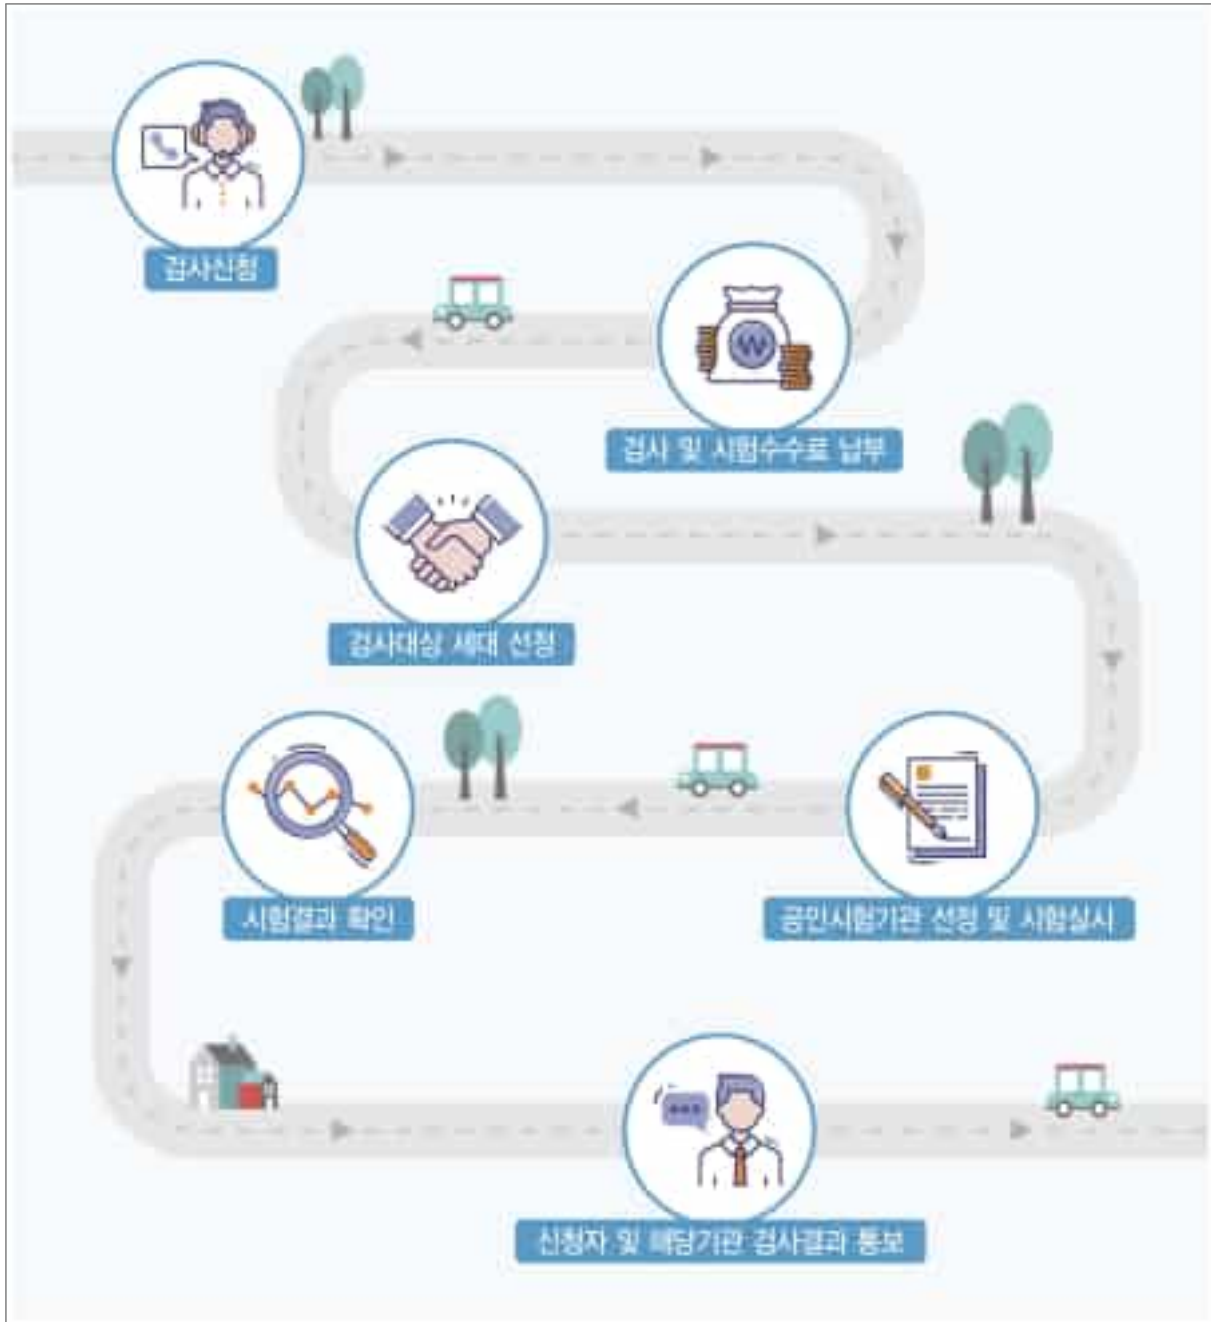 검사신청
검사 및 시험수수료 납부
검사대상 세대 선정
공인시험기관 선정 및 시험실시
시험결과 확인
신청자 및 해당기관 검사결과 통보